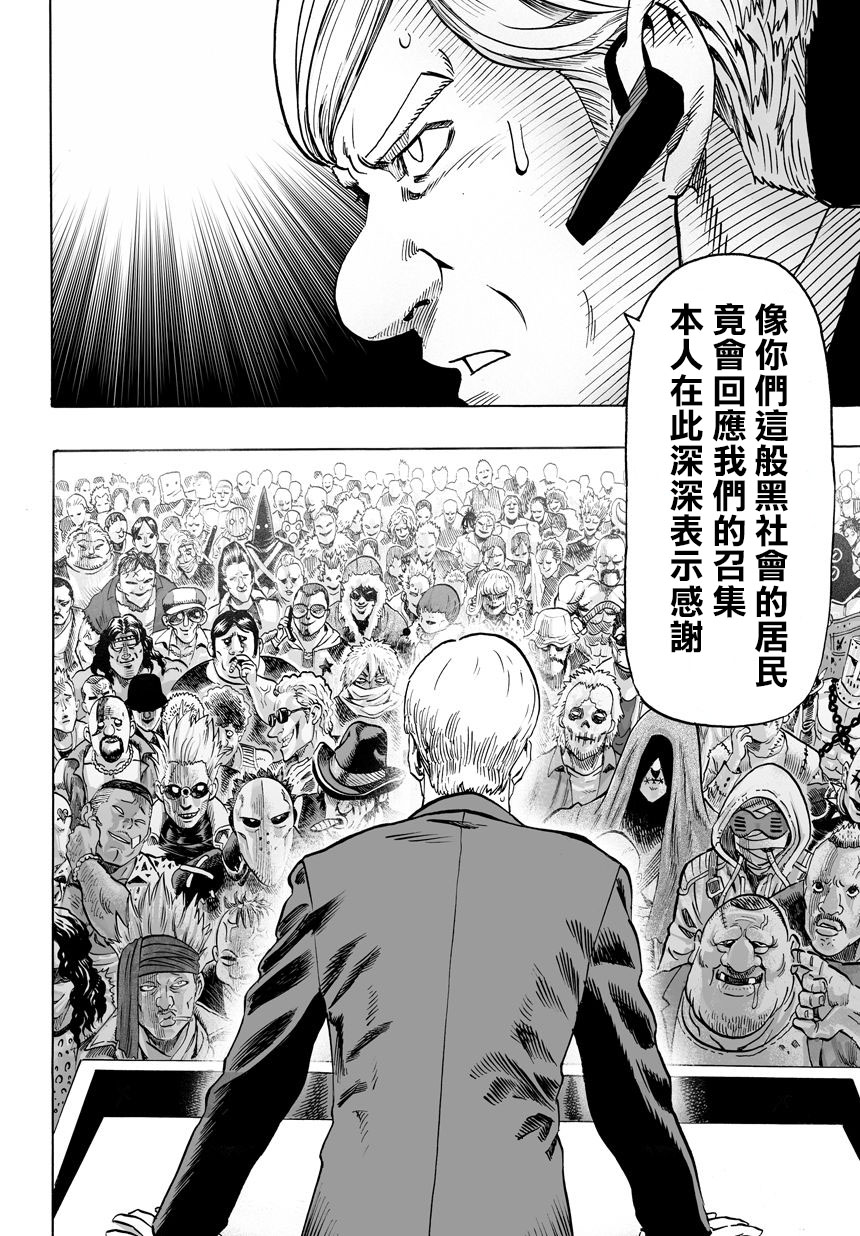 像你們這般黑社會的居民
竟會回應我們的召集
本人在此深深表示感謝